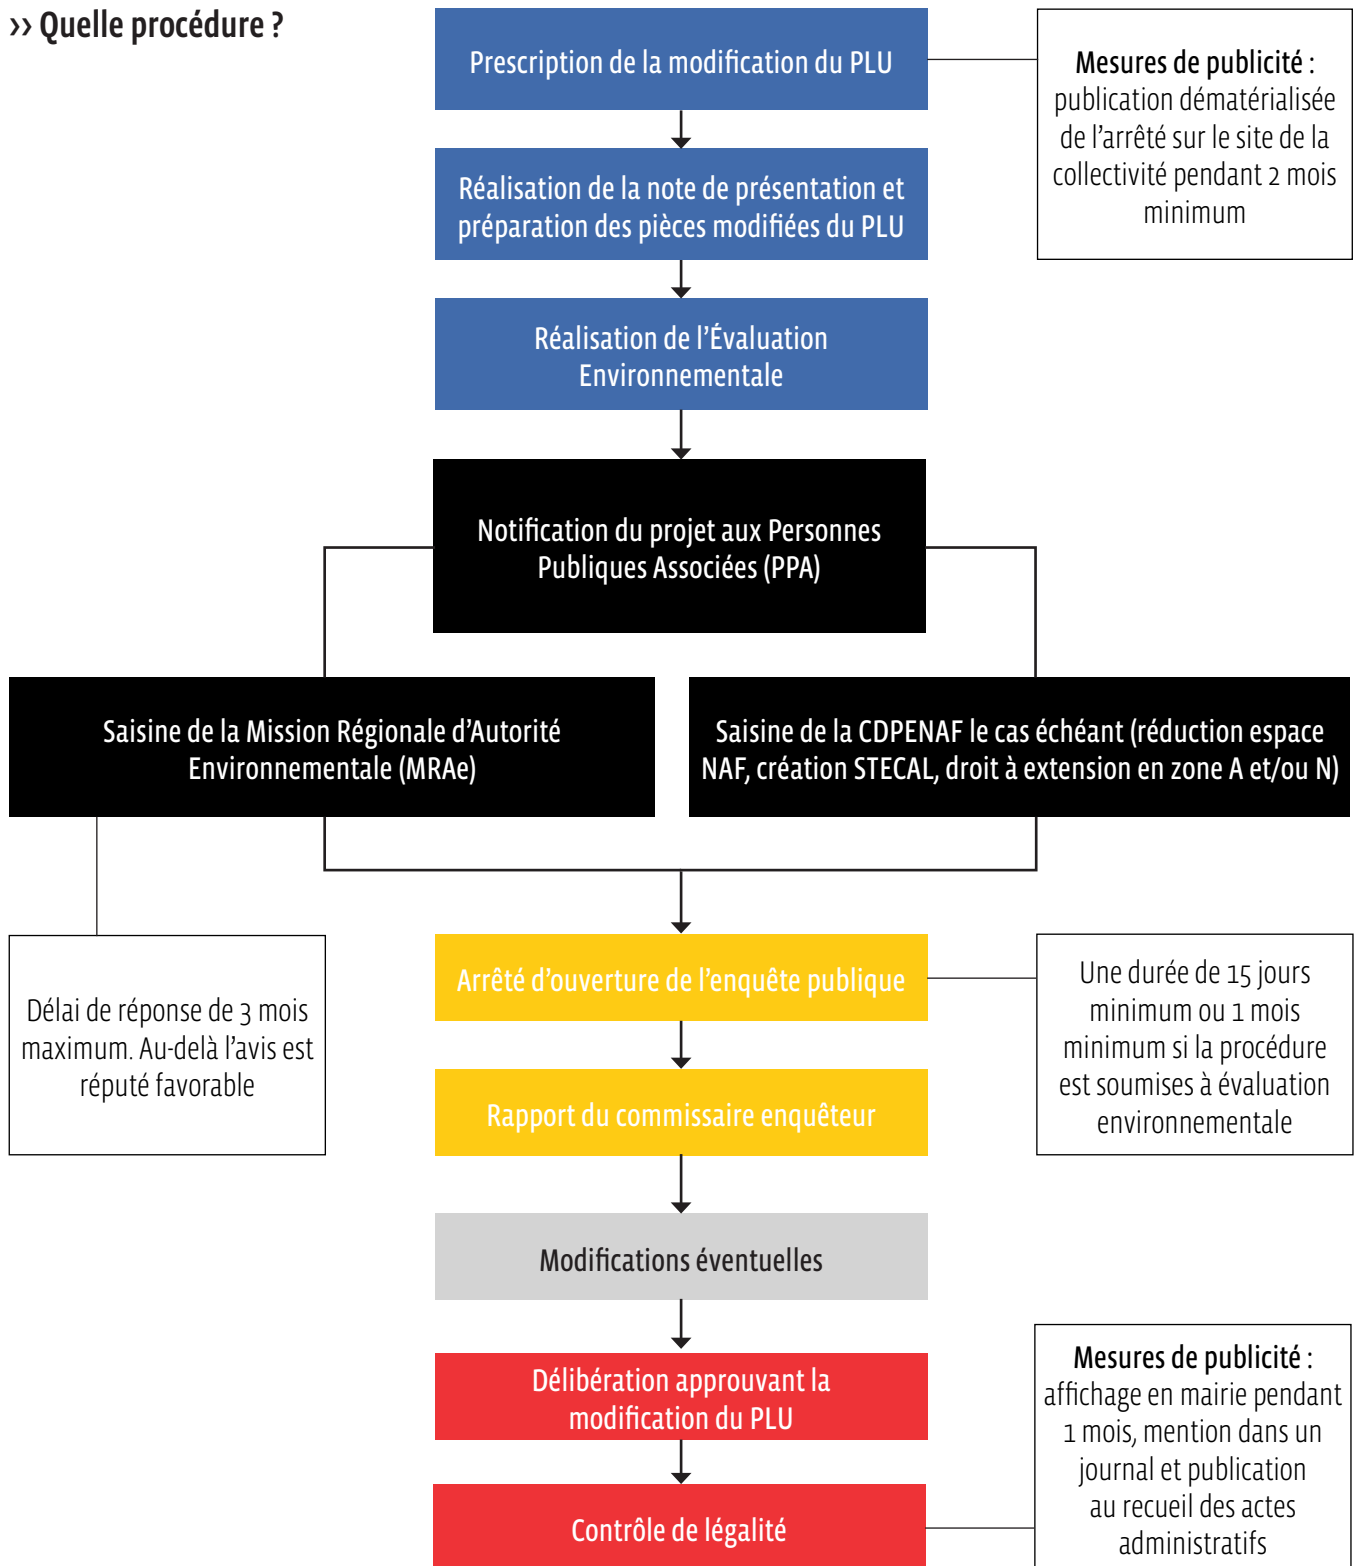 ›› Quelle procédure ?
Prescription de la modification du PLU
Mesures de publicité :
publication dématérialisée
de l’arrêté sur le site de la
collectivité pendant 2 mois
minimum
Réalisation de la note de présentation et
préparation des pièces modifiées du PLU
Réalisation de l’Évaluation
Environnementale
Notification du projet aux Personnes
Publiques Associées (PPA)
Saisine de la Mission Régionale d’Autorité
Environnementale (MRAe)
Saisine de la CDPENAF le cas échéant (réduction espace
NAF, création STECAL, droit à extension en zone A et/ou N)
Délai de réponse de 3 mois
maximum. Au-delà l’avis est
réputé favorable
Arrêté d’ouverture de l’enquête publique
Une durée de 15 jours
minimum ou 1 mois
minimum si la procédure
est soumises à évaluation
environnementale
Rapport du commissaire enquêteur
Modifications éventuelles
Délibération approuvant la
modification du PLU
Contrôle de légalité
Mesures de publicité :
affichage en mairie pendant
1 mois, mention dans un
journal et publication
au recueil des actes
administratifs